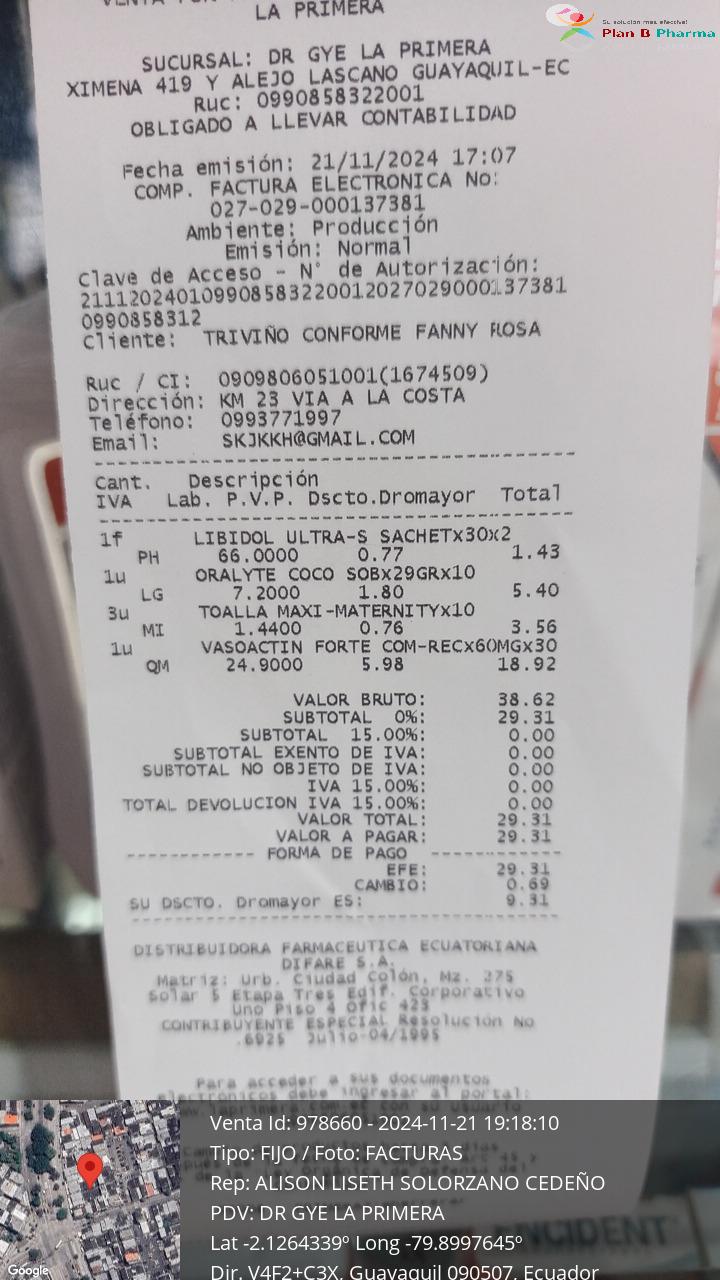 LA PRIMERA
Su solución más efectiva!
Plan B Pharma
SUCURSAL: DR GYE LA PRIMERA
XIMENA 419 Y ALEJO LASCANO GUAYAQUIL-EC
Ruc: 0990858322001
OBLIGADO A LLEVAR CONTABILIDAD
Fecha emisión: 21/11/2024 17:07
COMP. FACTURA ELECTRONICA No:
027-029-000137381
Ambiente: Producción
Emisión: Normal
Clave de Acceso - N° de Autorización:
211120240109908583220012027029000137381
0990858312
Cliente: TRIVIÑO CONFORME FANNY ROSA
Ruc / CI: 0909806051001(1674509)
Dirección: KM 23 VIA A LA COSTA
Teléfono: 0993771997
Email: SKJKKH@GMAIL.COM
Cant. Descripción
IVA Lab. P.V.P. Dscto.Dromayor Total
1f LIBIDOL ULTRA-S SACHETx30x2
PH 66.0000 0.77 1.43
1u ORALYTE COCO SOBx29GRx10
LG 7.2000 1.80 5.40
3u TOALLA MAXI-MATERNITYx10
MI 1.4400 0.76 3.56
1u VASOACTIN FORTE COM-RECx60MGx30
QM 24.9000 5.98 18.92
VALOR BRUTO: 38.62
SUBTOTAL 0%: 29.31
SUBTOTAL 15.00%: 0.00
SUBTOTAL EXENTO DE IVA: 0.00
SUBTOTAL NO OBJETO DE IVA: 0.00
IVA 15.00%: 0.00
TOTAL DEVOLUCION IVA 15.00%: 0.00
VALOR TOTAL: 29.31
VALOR A PAGAR: 29.31
------------ FORMA DE PAGO ------------
EFE: 29.31
CAMBIO: 0.69
SU DSCTO. Dromayor ES: 9.31
DISTRIBUIDORA FARMACEUTICA ECUATORIANA
DIFARE S.A.
Matriz: Urb. Ciudad Colón, Mz. 275
Solar 5 Etapa Tres Edif. Corporativo
Uno Piso 4 Ofic 423
CONTRIBUYENTE ESPECIAL Resolución No
.6925 Julio-04/1995
Para acceder a sus documentos
electrónicos debe ingresar al portal:
Venta Id: 978660 - 2024-11-21 19:18:10
Tipo: FIJO / Foto: FACTURAS
Rep: ALISON LISETH SOLORZANO CEDEÑO
PDV: DR GYE LA PRIMERA
Lat -2.1264339º Long -79.8997645º
Dir. V4F2+C3X, Guayaquil 090507, Ecuador
Google